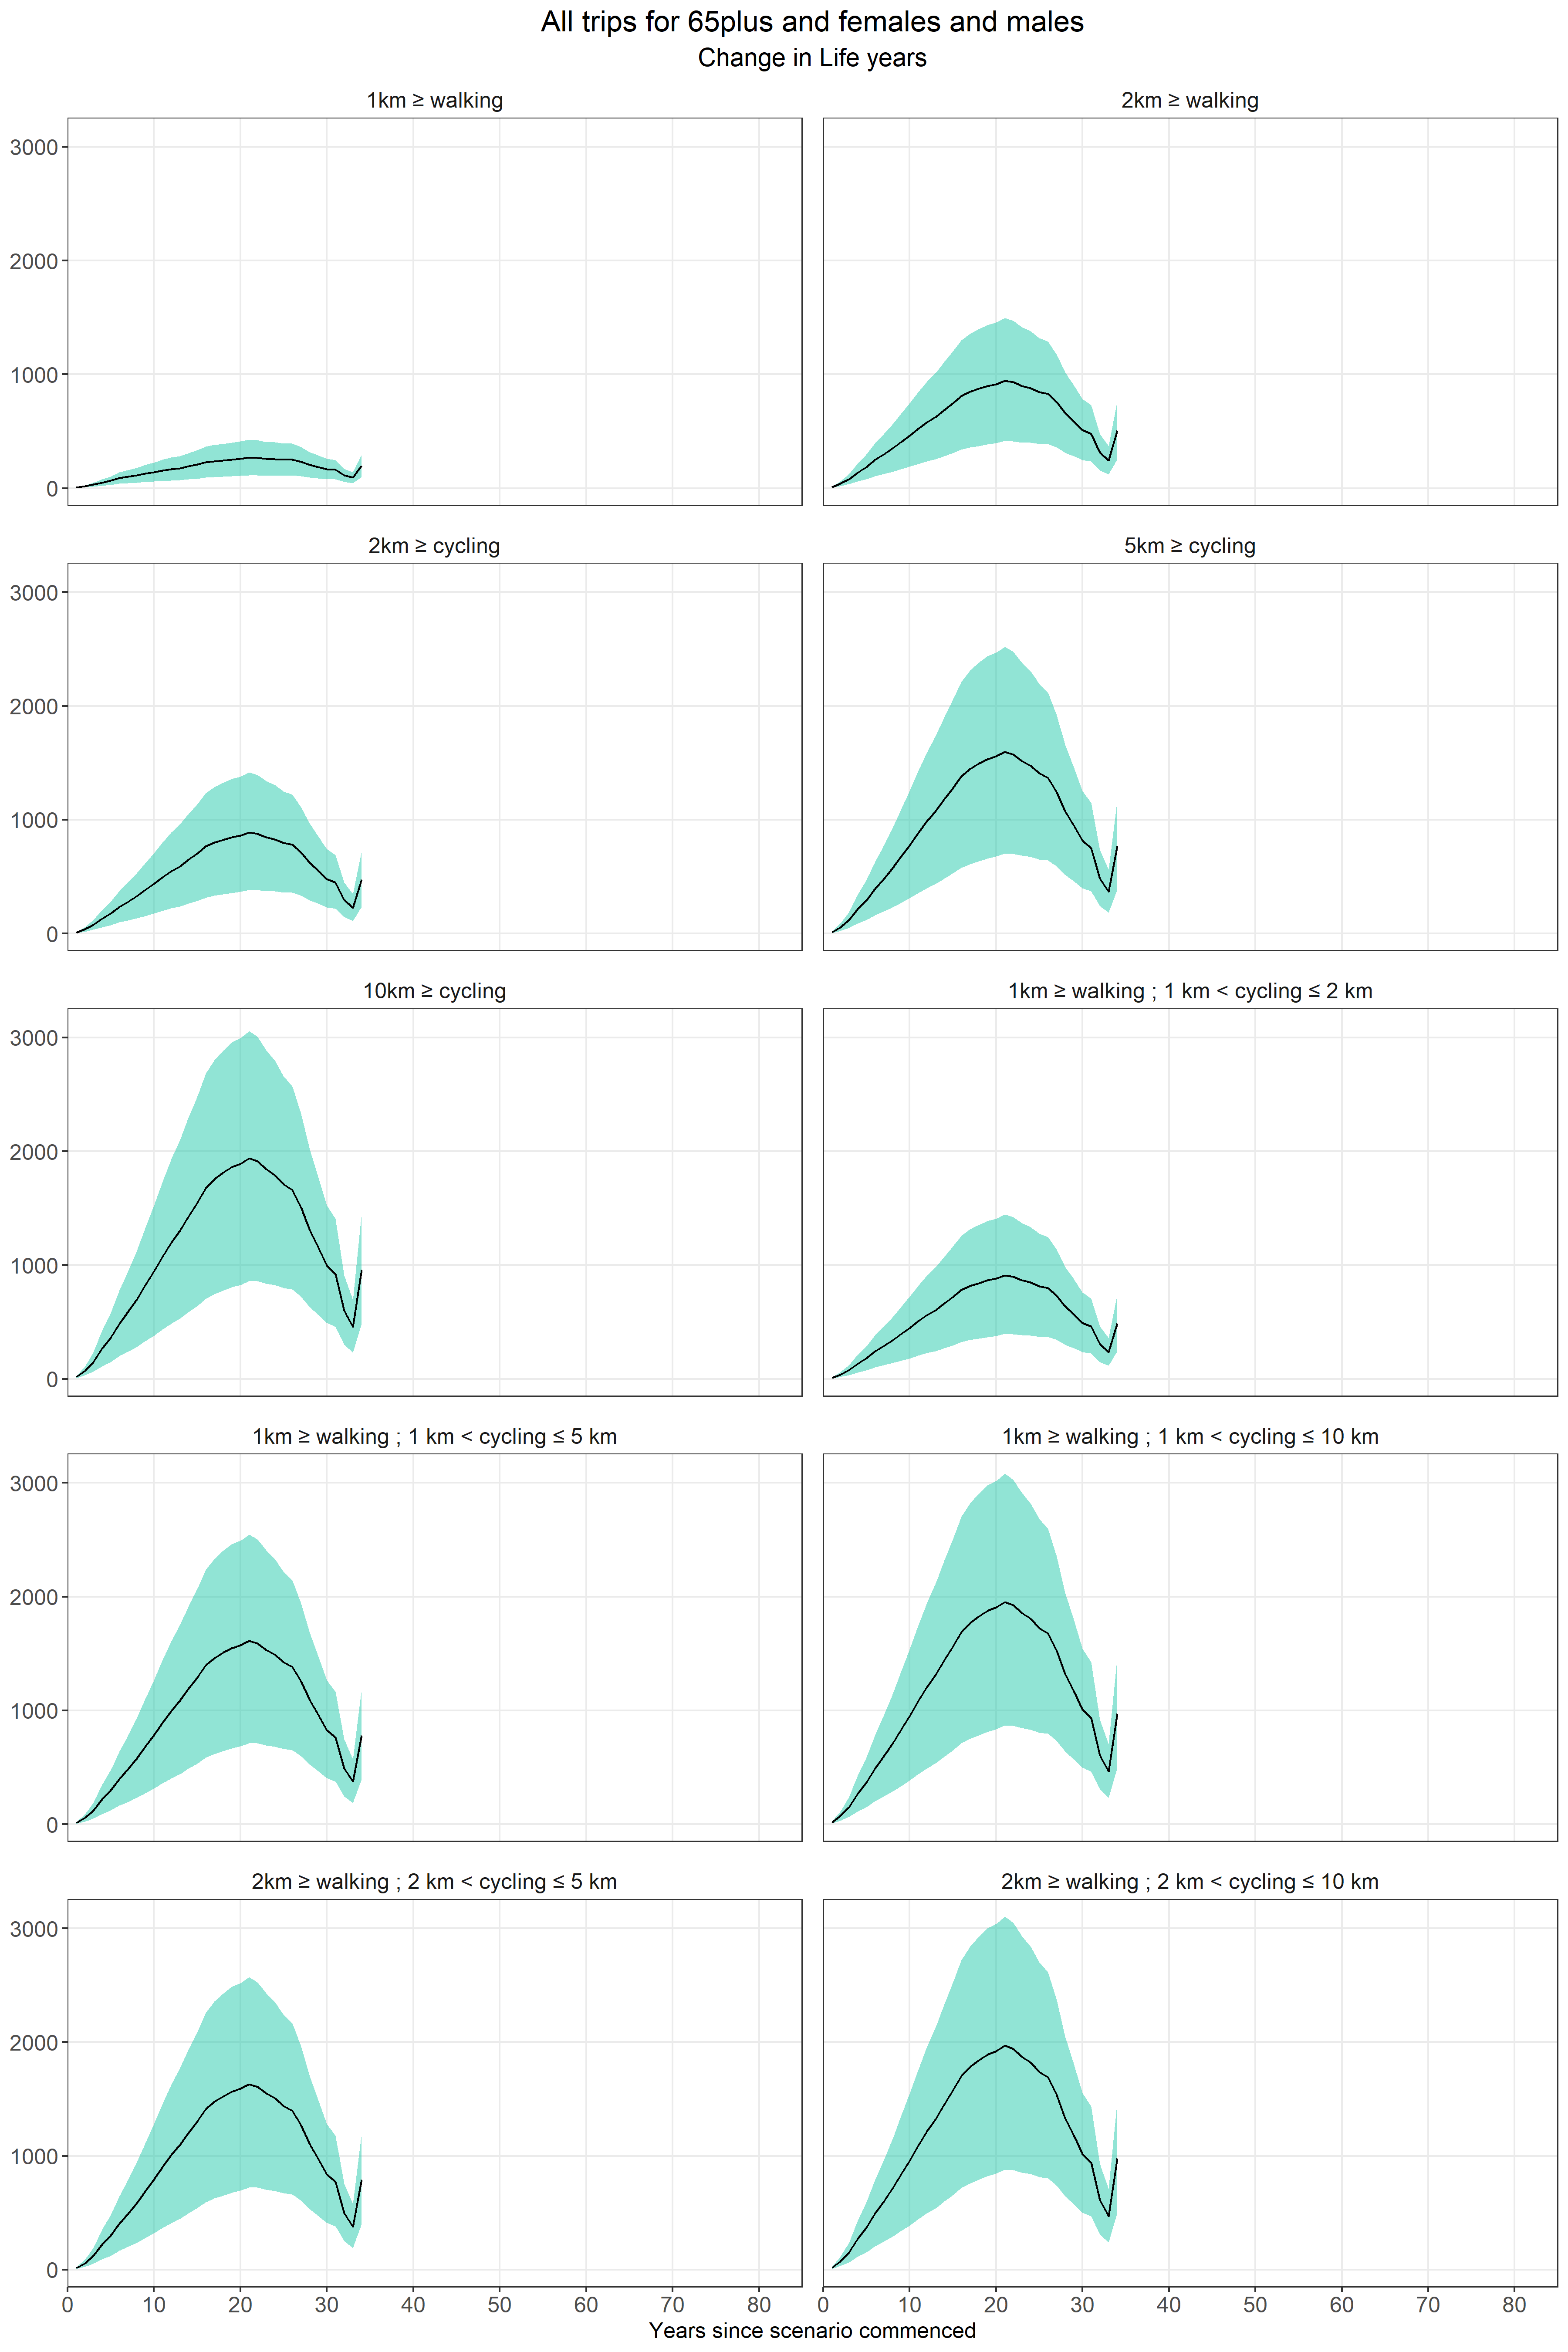 All trips for 65plus and females and males
Change in Life years
1km ≥ walking
2km ≥ walking
3000
2000
1000
0
2km ≥ cycling
5km ≥ cycling
3000
2000
1000
0
10km ≥ cycling
1km ≥ walking ; 1 km < cycling ≤ 2 km
3000
2000
1000
0
1km ≥ walking ; 1 km < cycling ≤ 5 km
1km ≥ walking ; 1 km < cycling ≤ 10 km
3000
2000
1000
0
2km ≥ walking ; 2 km < cycling ≤ 5 km
2km ≥ walking ; 2 km < cycling ≤ 10 km
3000
2000
1000
0
0 10 20 30 40 50 60 70 80
0 10 20 30 40 50 60 70 80
Years since scenario commenced